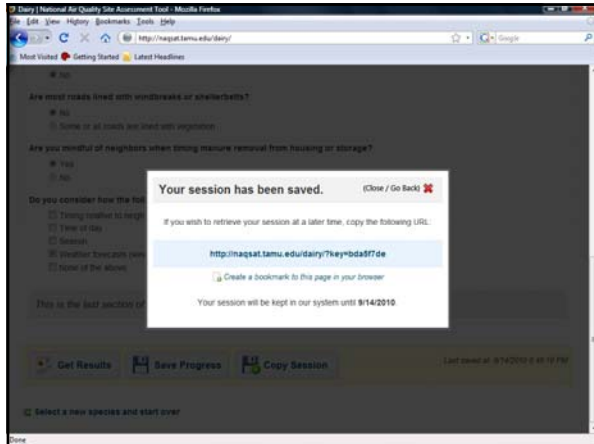 Dairy | National Air Quality Site Assessment Tool - Mozilla Firefox
File Edit View History Bookmarks Tools Help
http://naqsat.tamu.edu/dairy/
Google
Most Visited Getting Started Latest Headlines
No
Are most roads lined with windbreaks or shelterbelts?
No
Some or all roads are lined with vegetation
Are you mindful of neighbors when timing manure removal from housing or storage?
Yes
No
Do you consider how the fol
Timing relative to neigh
Time of day
Season
Weather forecasts (win
None of the above
Your session has been saved.
(Close / Go Back)
If you wish to retrieve your session at a later time, copy the following URL:
http://naqsat.tamu.edu/dairy/?key=bda5f7de
Create a bookmark to this page in your browser
Your session will be kept in our system until 9/14/2010.
This is the last section of
Get Results
Save Progress
Copy Session
Last saved at:
Select a new species and start over
Done